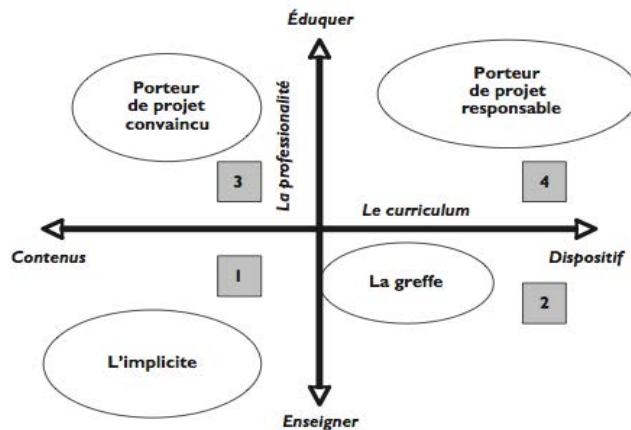 Éduquer
Porteur
de projet
convaincu
La professionalité
Porteur
de projet
responsable
3
4
Le curriculum
Contenus
Dispositif
1
La greffe
2
L'implicite
Enseigner